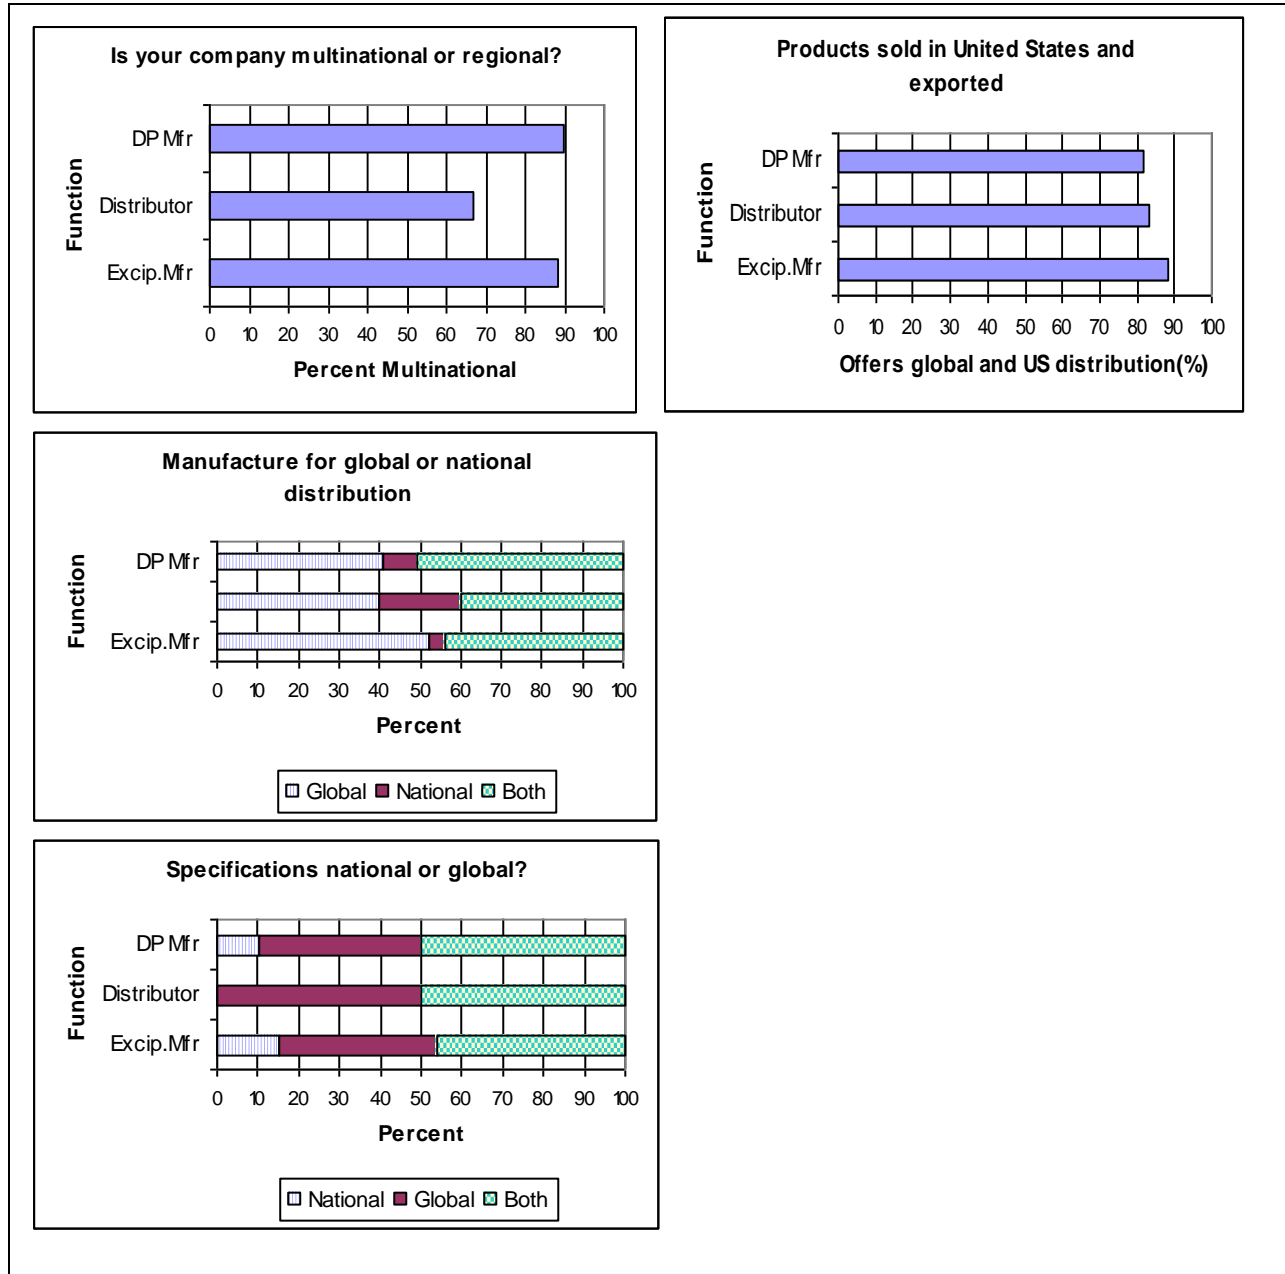 Is your company multinational or regional?
Function
DP Mfr
Distributor
Excip.Mfr
0 10 20 30 40 50 60 70 80 90 100
Percent Multinational
Products sold in United States and
exported
Function
DP Mfr
Distributor
Excip.Mfr
0 10 20 30 40 50 60 70 80 90 100
Offers global and US distribution(%)
Manufacture for global or national
distribution
Function
DP Mfr
Excip.Mfr
0 10 20 30 40 50 60 70 80 90 100
Percent
Global National Both
Specifications national or global?
Function
DP Mfr
Distributor
Excip.Mfr
0 10 20 30 40 50 60 70 80 90 100
Percent
National Global Both